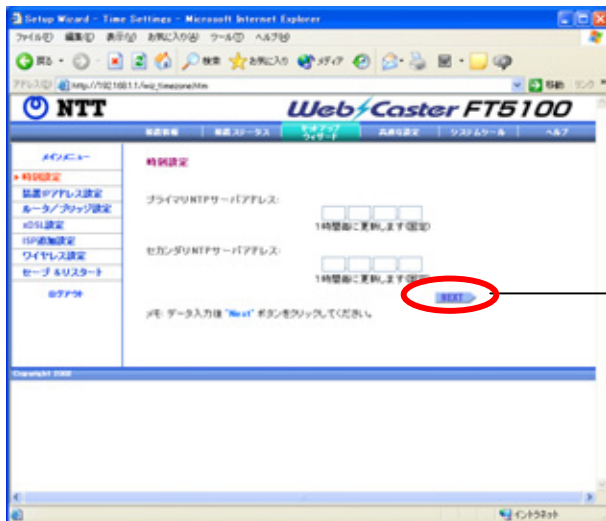 Setup Wizard - Time Settings - Microsoft Internet Explorer
ファイル(F) 編集(E) 表示(V) お気に入り(A) ツール(T) ヘルプ(H)
戻る 検索 お気に入り メディア
アドレス(D) http://192.168.1.1/wiz_timezone.htm 移動 リンク
NTT Web Caster FT5100
装置情報 装置ステータス セットアップウィザード 高度な設定 システムツール ヘルプ
メインメニュー
時刻設定
装置IPアドレス設定
ルータ/ブリッジ設定
xDSL設定
ISP追加設定
ワイヤレス設定
セーブ &リスタート
ログアウト
時刻設定
プライマリNTPサーバアドレス:
1時間毎に更新します(固定)
セカンダリNTPサーバアドレス:
1時間毎に更新します(固定)
NEXT
メモ: データ入力後 "Next" ボタンをクリックしてください。
Copyright 2002
イントラネット